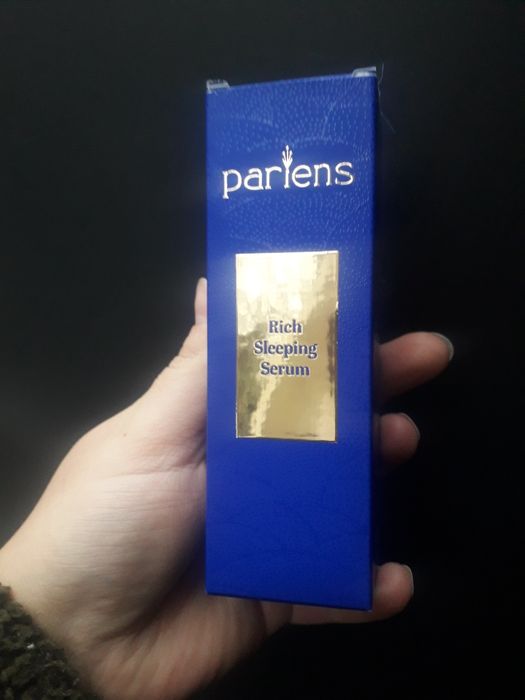 pariens
Rich
Sleeping
Serum